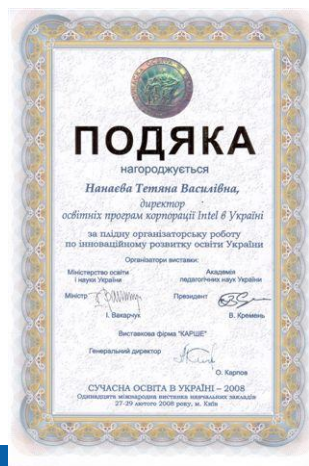 ПОДЯКА
нагороджується
Нанаєва Тетяна Василівна,
директор
освітніх програм корпорації Intel в Україні
за плідну організаторську роботу
по інноваційному розвитку освіти України
Організатори виставки:
Міністерство освіти
і науки України
Академія
педагогічних наук України
Міністр
Президент
І. Вакарчук
В. Кремень
Виставкова фірма "КАРШЕ"
Генеральний директор
О. Карпов
СУЧАСНА ОСВІТА В УКРАЇНІ – 2008
Одинадцята міжнародна виставка навчальних закладів
27-29 лютого 2008 року, м. Київ